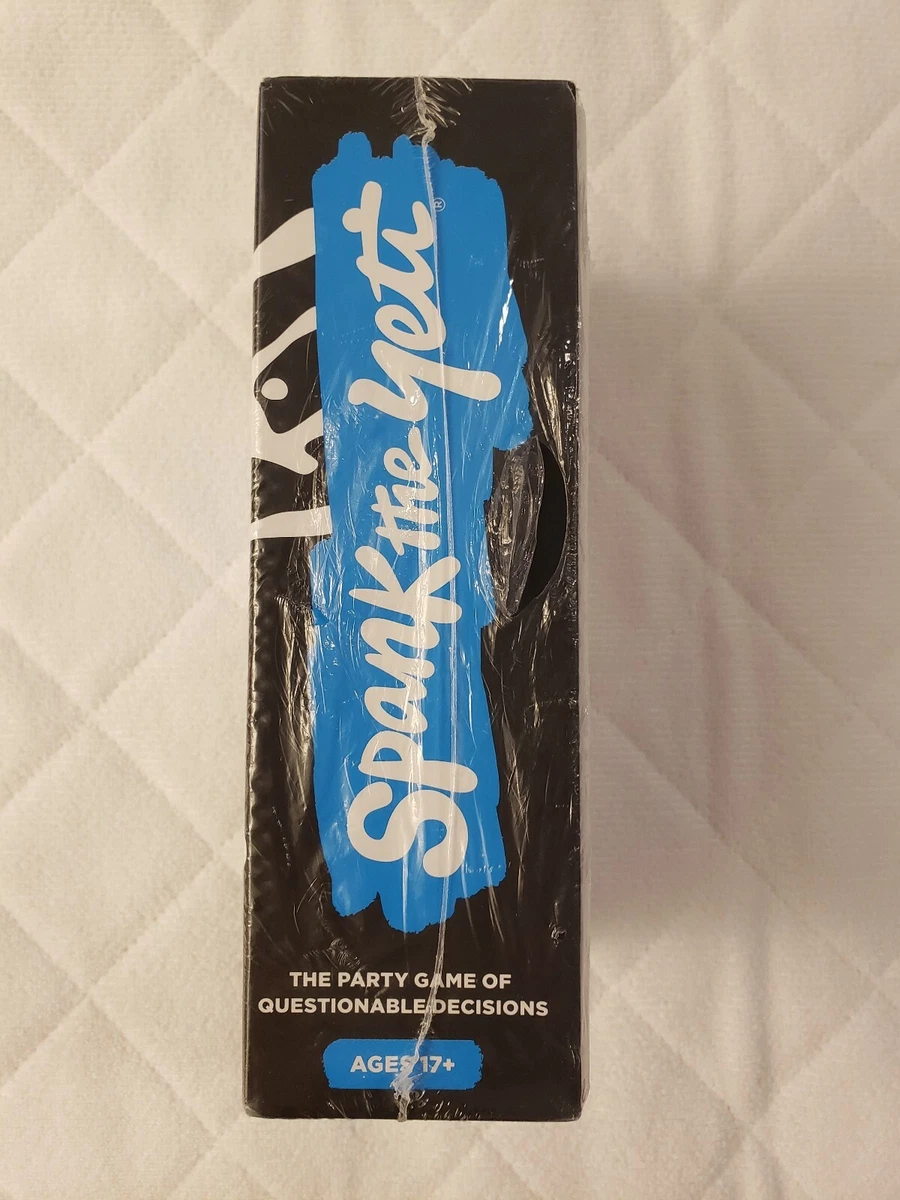 Spank the Yeti®
THE PARTY GAME OF
QUESTIONABLE DECISIONS
AGES 17+